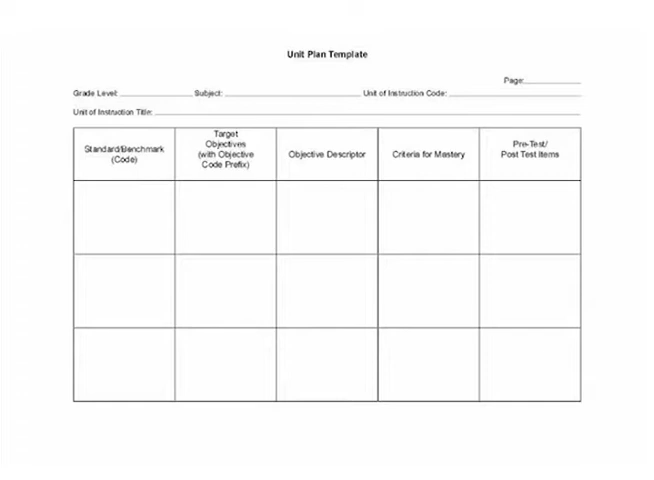 Unit Plan Template
Page:
Grade Level: Subject: Unit of Instruction Code:
Unit of Instruction Title:
Standard/Benchmark
(Code)
Target
Objectives
(with Objective
Code Prefix)
Objective Descriptor
Criteria for Mastery
Pre-Test/
Post Test Items